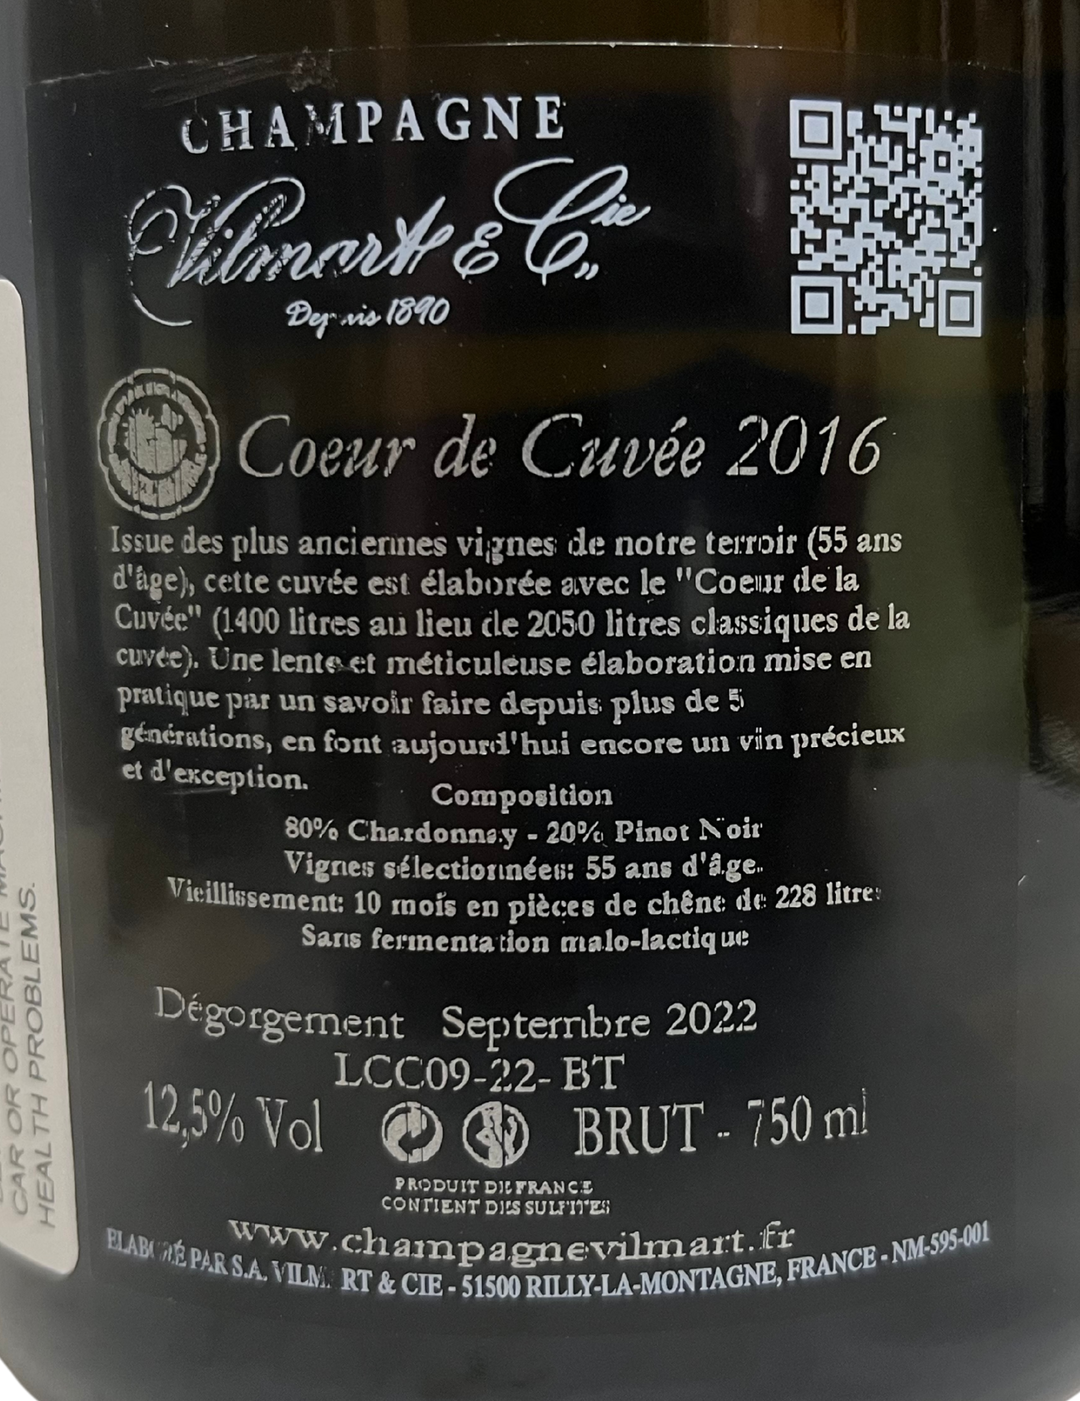 CHAMPAGNE
Vilmart & Cie
Depuis 1890
Coeur de Cuvée 2016
Issue des plus anciennes vignes de notre terroir (55 ans
d'âge), cette cuvée est élaborée avec le "Coeur de la
Cuvée" (1400 litres au lieu de 2050 litres classiques de la
cuvée). Une lente et méticuleuse élaboration mise en
pratique par un savoir faire depuis plus de 5
générations, en font aujourd'hui encore un vin précieux
et d'exception.
Composition
80% Chardonnay - 20% Pinot Noir
Vignes sélectionnées: 55 ans d'âge.
Vieillissement: 10 mois en pièces de chêne de 228 litres
Sans fermentation malo-lactique
Dégorgement Septembre 2022
LCC09-22- BT
12,5% Vol BRUT - 750 ml
PRODUIT DE FRANCE
CONTIENT DES SULFITES
www.champagnevilmart.fr
ELABORÉ PAR S.A. VILMART & CIE - 51500 RILLY-LA-MONTAGNE, FRANCE - NM-595-001
CAR OR OPERATE
HEALTH PROBLEMS.